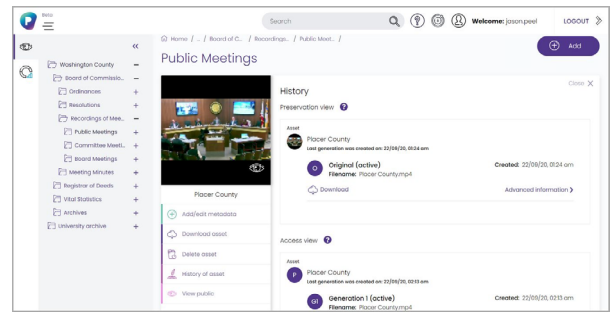 Beta
Search
Welcome: jason.peel
LOGOUT
Home / ... / Board of C... / Recordings... / Public Meet... /
Add
Public Meetings
Washington County
Board of Commissio...
Ordinances
Resolutions
Recordings of Mee...
Public Meetings
Committee Meeti...
Board Meetings
Meeting Minutes
Registrar of Deeds
Vital Statistics
Archives
University archive
Placer County
Add/edit metadata
Download asset
Delete asset
History of asset
View public
Close X
History
Preservation view ?
Asset
Placer County
Last generation was created on: 22/09/20, 01:24 am
O
Original (active)
Created: 22/09/20, 01:24 am
Filename: Placer County.mp4
Download
Advanced information
Access view ?
Asset
P
Placer County
Last generation was created on: 22/09/20, 02:13 am
G1
Generation 1 (active)
Created: 22/09/20, 02:13 am
Filename: Placer County.mp4